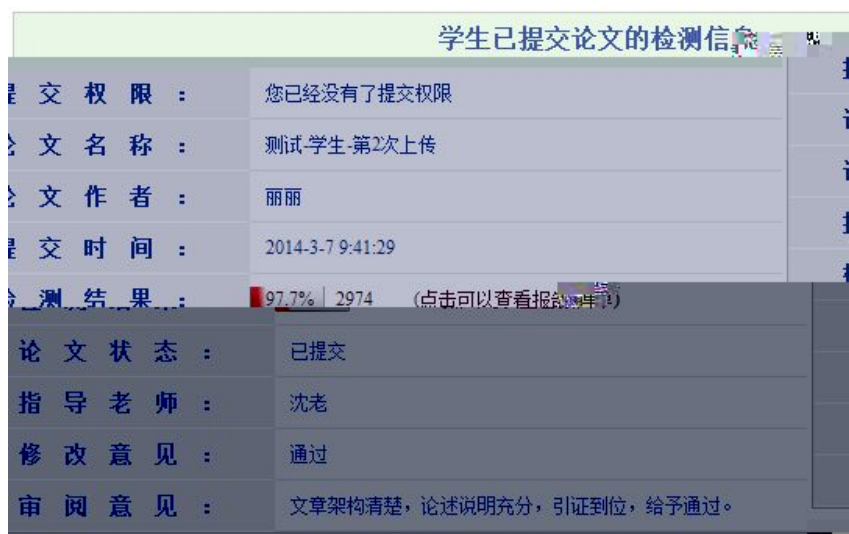 学生已提交论文的检测信息
交权限： 您已经没有了提交权限
文名称： 测试-学生-第2次上传
文作者： 丽丽
交时间： 2014-3-7 9:41:29
测结果： 97.7% 2974 (点击可以查看报
论文状态： 已提交
指导老师： 沈老
修改意见： 通过
审阅意见： 文章架构清楚，论述说明充分，引证到位，给予通过。